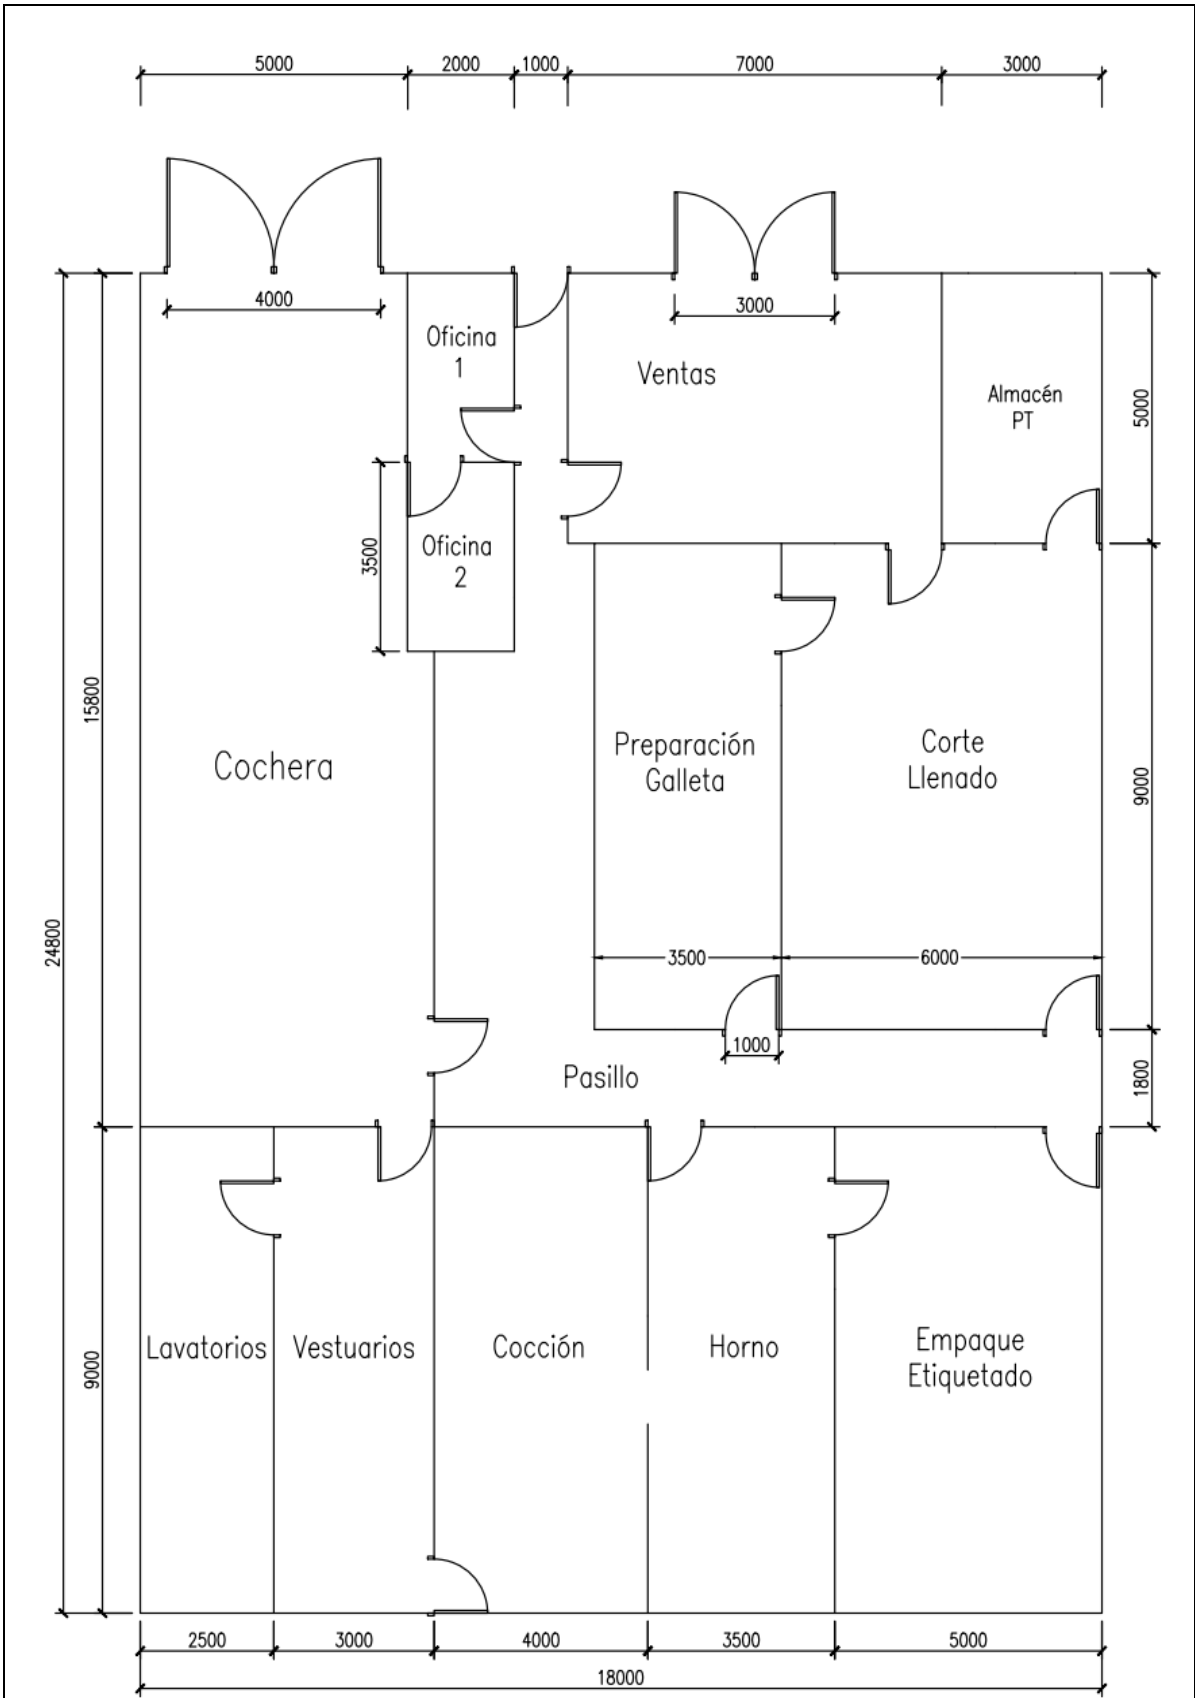 5000
2000
1000
7000
3000
4000
3000
Oficina
1
Ventas
Almacén
PT
5000
3500
Oficina
2
15800
Preparación
Galleta
Corte
Llenado
Cochera
9000
24800
3500
6000
1000
Pasillo
1800
Lavatorios
Vestuarios
Cocción
Horno
Empaque
Etiquetado
9000
2500
3000
4000
3500
5000
18000